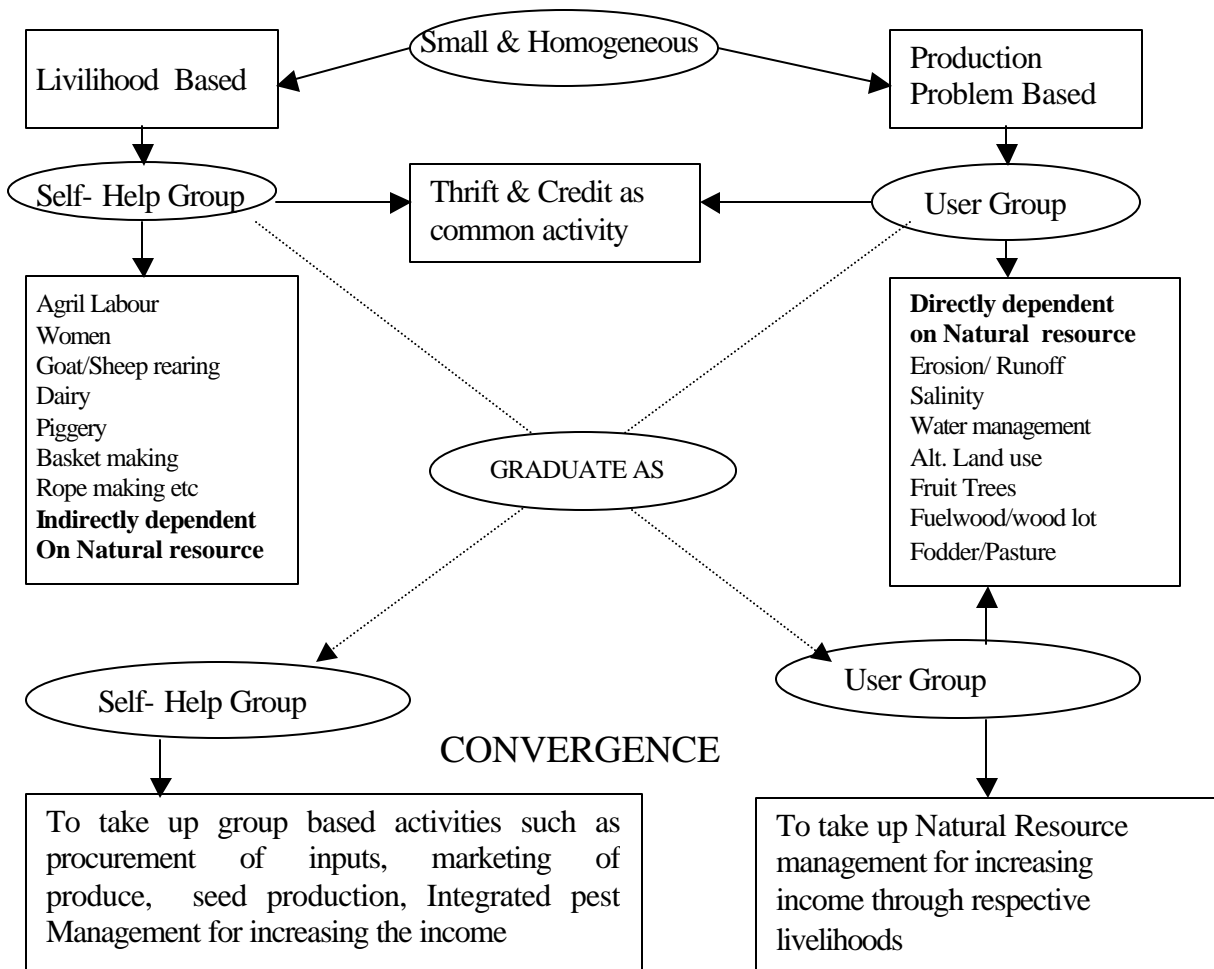 Small & Homogeneous
Livilihood Based
Production
Problem Based
Self- Help Group
Thrift & Credit as
common activity
User Group
Agril Labour
Women
Goat/Sheep rearing
Dairy
Piggery
Basket making
Rope making etc
Indirectly dependent
On Natural resource
Directly dependent
on Natural resource
Erosion/ Runoff
Salinity
Water management
Alt. Land use
Fruit Trees
Fuelwood/wood lot
Fodder/Pasture
GRADUATE AS
Self- Help Group
User Group
CONVERGENCE
To take up group based activities such as
procurement of inputs, marketing of
produce, seed production, Integrated pest
Management for increasing the income
To take up Natural Resource
management for increasing
income through respective
livelihoods